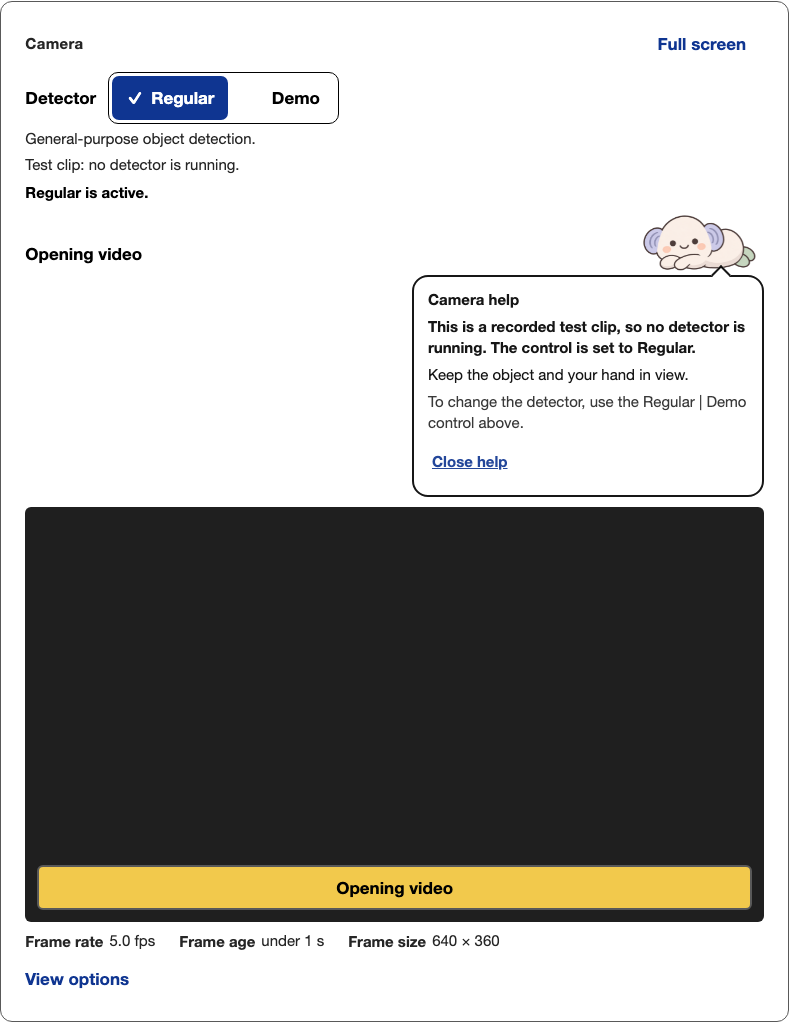 Camera
Full screen
Detector
✓ Regular
Demo
General-purpose object detection.
Test clip: no detector is running.
Regular is active.
Opening video
Camera help
This is a recorded test clip, so no detector is
running. The control is set to Regular.
Keep the object and your hand in view.
To change the detector, use the Regular | Demo
control above.
Close help
Opening video
Frame rate 5.0 fps
Frame age under 1 s
Frame size 640 × 360
View options